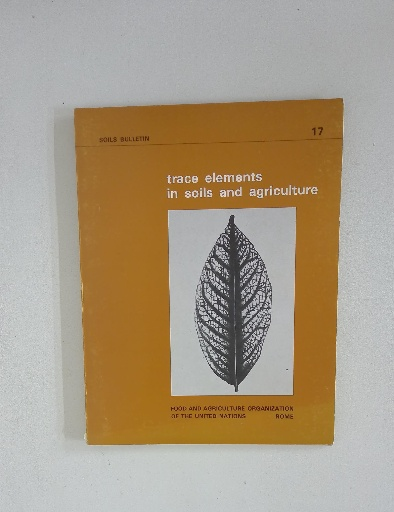 SOILS BULLETIN
17
trace elements
in soils and agriculture
FOOD AND AGRICULTURE ORGANIZATION
OF THE UNITED NATIONS ROME